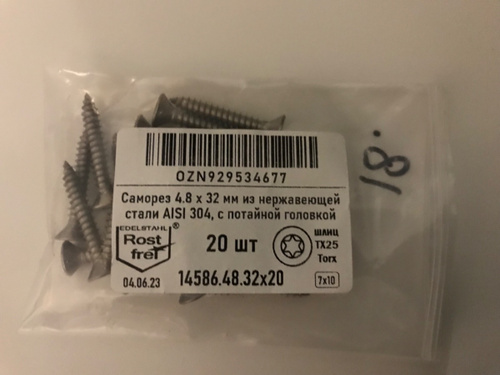 OZN929534677
Саморез 4.8 x 32 мм из нержавеющей
стали AISI 304, с потайной головкой
EDELSTAHL ®
Rost
frei
20 шт
шлиц
TX25
Torx
04.06.23
14586.48.32x20
7x10
18.